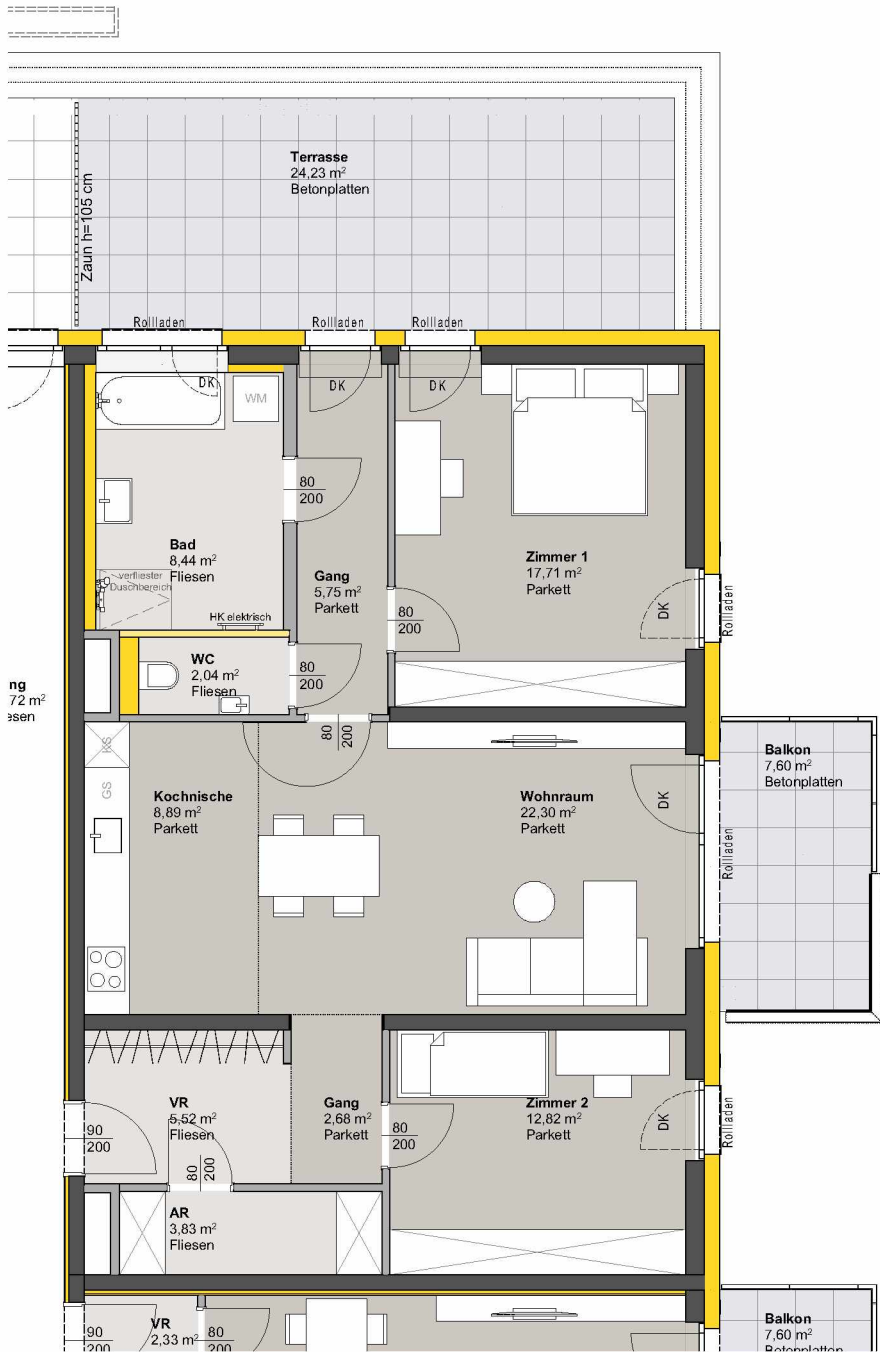 Terrasse
24,23 m²
Betonplatten
Zaun h=105 cm
Rollladen
Rollladen
Rollladen
DK
DK
DK
WM
80
200
Bad
8,44 m²
Fliesen
verfliester
Duschbereich
HK elektrisch
Gang
5,75 m²
Parkett
Zimmer 1
17,71 m²
Parkett
DK
Rollladen
80
200
WC
2,04 m²
Fliesen
80
200
ng
72 m²
esen
80
200
KS
GS
Kochnische
8,89 m²
Parkett
Wohnraum
22,30 m²
Parkett
DK
Rollladen
Balkon
7,60 m²
Betonplatten
VR
5,52 m²
Fliesen
Gang
2,68 m²
Parkett
Zimmer 2
12,82 m²
Parkett
DK
Rollladen
90
200
80
200
80
200
AR
3,83 m²
Fliesen
90
200
VR
2,33 m²
80
200
Balkon
7,60 m²
Betonplatten